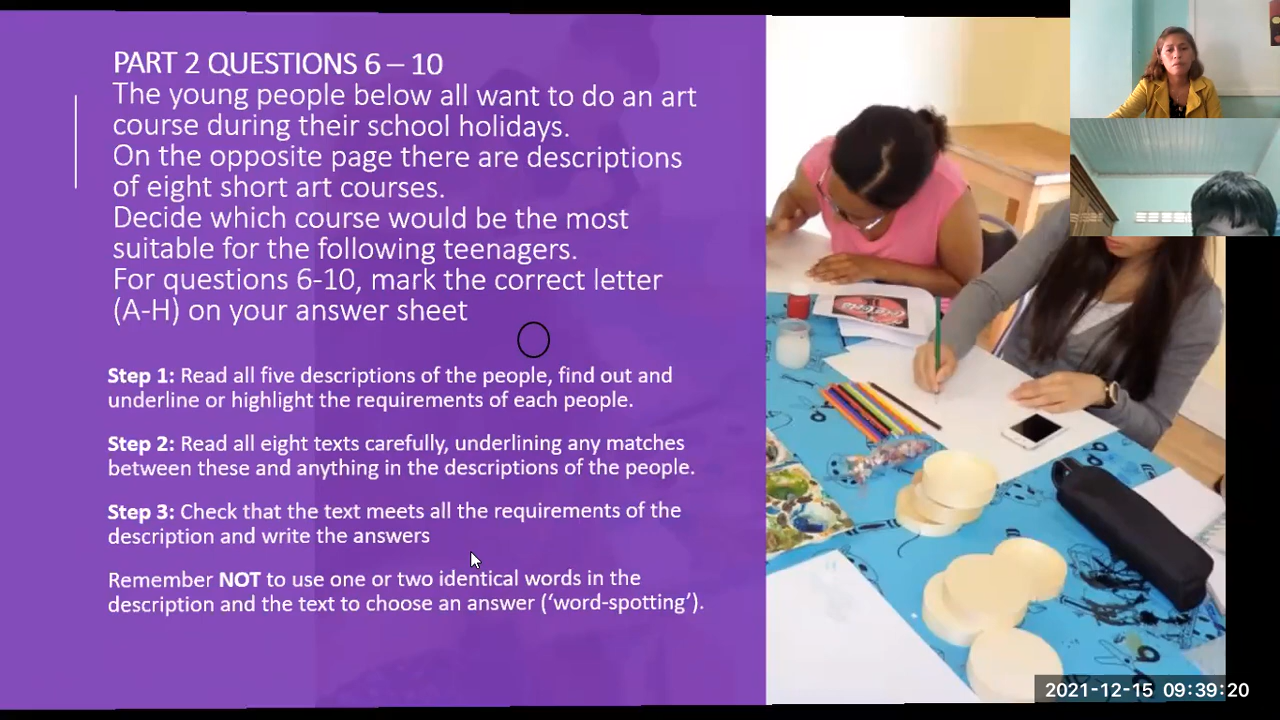 PART 2 QUESTIONS 6 – 10
The young people below all want to do an art
course during their school holidays.
On the opposite page there are descriptions
of eight short art courses.
Decide which course would be the most
suitable for the following teenagers.
For questions 6-10, mark the correct letter
(A-H) on your answer sheet
Step 1: Read all five descriptions of the people, find out and
underline or highlight the requirements of each people.
Step 2: Read all eight texts carefully, underlining any matches
between these and anything in the descriptions of the people.
Step 3: Check that the text meets all the requirements of the
description and write the answers
Remember NOT to use one or two identical words in the
description and the text to choose an answer (‘word-spotting’).
2021-12-15 09:39:20